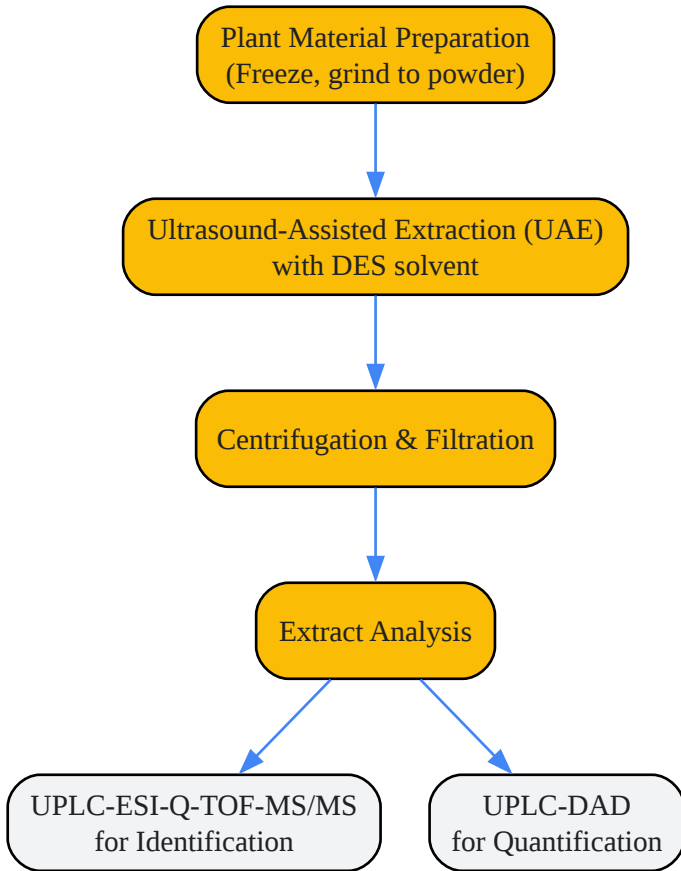 Plant Material Preparation
(Freeze, grind to powder)
Ultrasound-Assisted Extraction (UAE)
with DES solvent
Centrifugation & Filtration
Extract Analysis
UPLC-ESI-Q-TOF-MS/MS
for Identification
UPLC-DAD
for Quantification